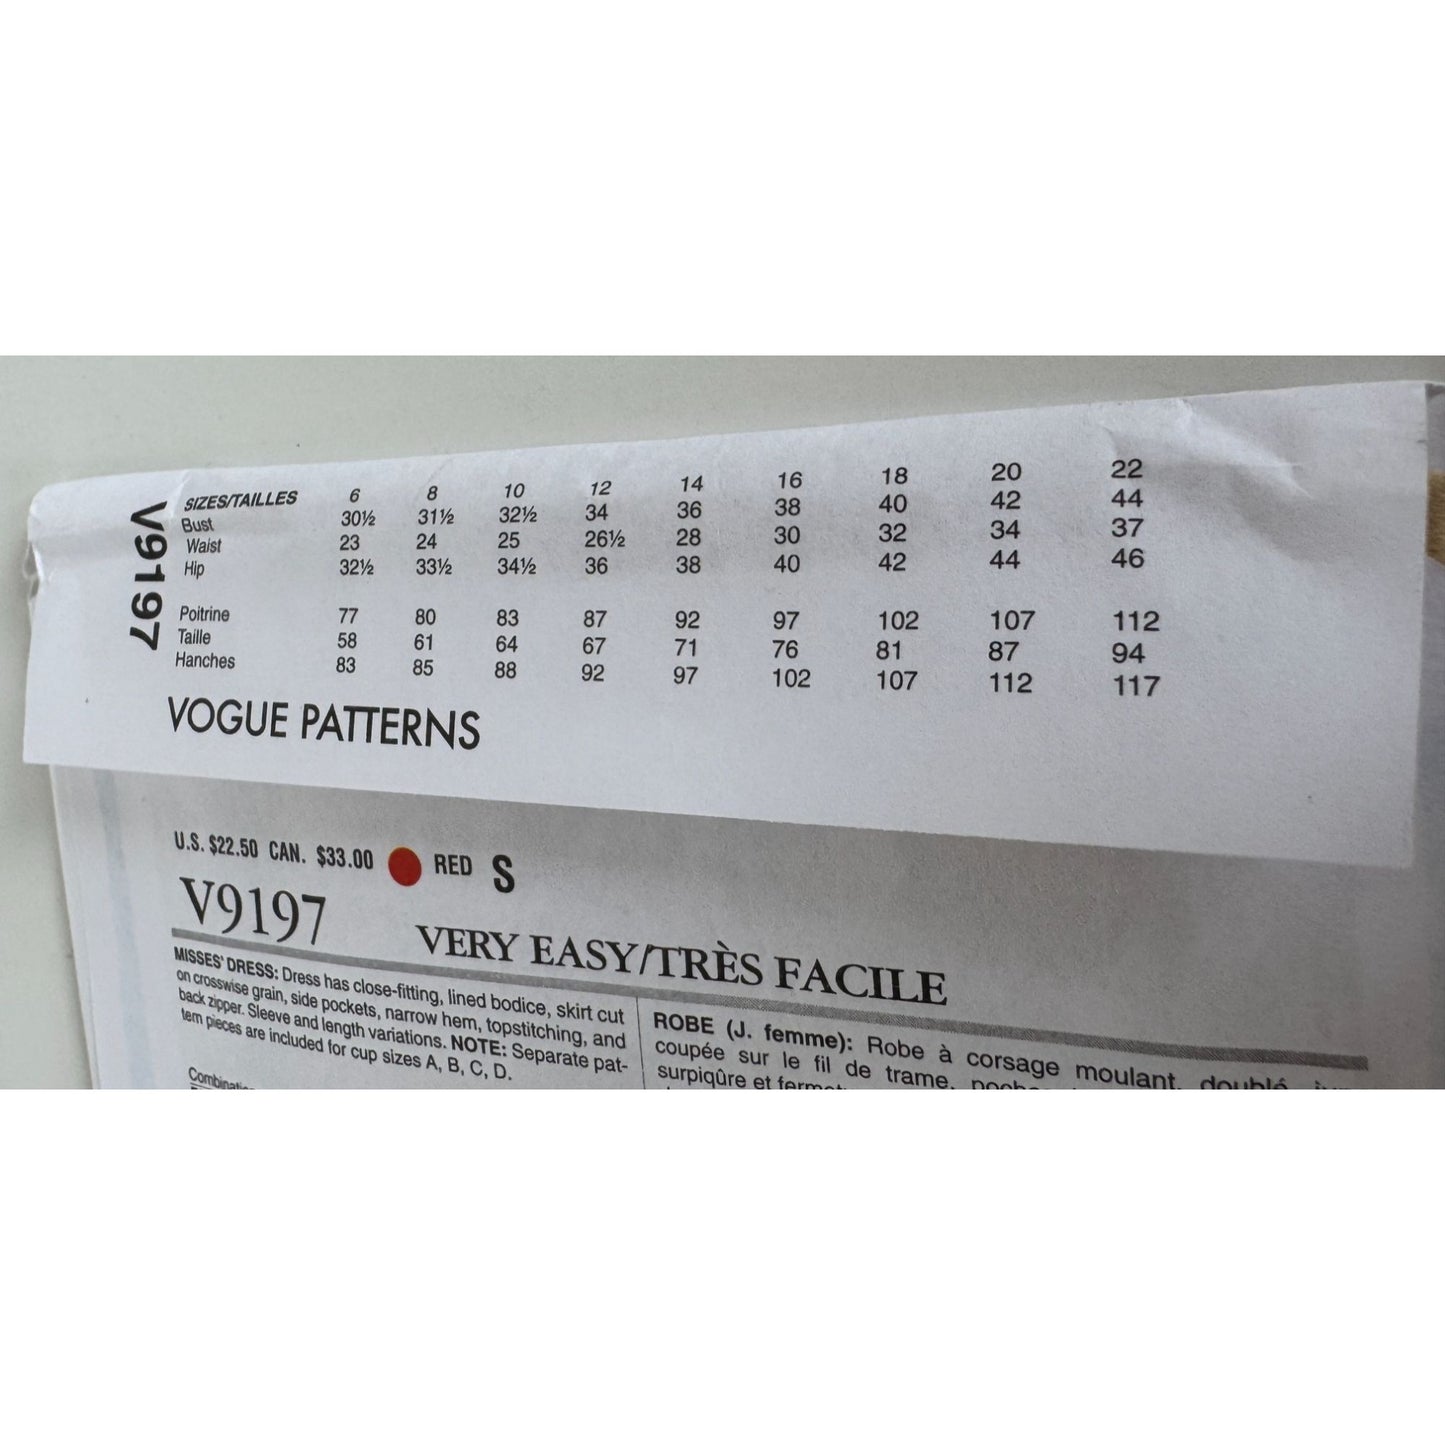 V9197
SIZES/TAILLES 6 8 10 12 14 16 18 20 22
Bust 30½ 31½ 32½ 34 36 38 40 42 44
Waist 23 24 25 26½ 28 30 32 34 37
Hip 32½ 33½ 34½ 36 38 40 42 44 46
Poitrine 77 80 83 87 92 97 102 107 112
Taille 58 61 64 67 71 76 81 87 94
Hanches 83 85 88 92 97 102 107 112 117
VOGUE PATTERNS
U.S. $22.50 CAN. $33.00 RED S
V9197
VERY EASY/TRÈS FACILE
MISSES' DRESS: Dress has close-fitting, lined bodice, skirt cut
on crosswise grain, side pockets, narrow hem, topstitching, and
back zipper. Sleeve and length variations. NOTE: Separate pat-
tern pieces are included for cup sizes A, B, C, D.
ROBE (J. femme): Robe à corsage moulant, doublé,
coupée sur le fil de trame,
surpiqûre et